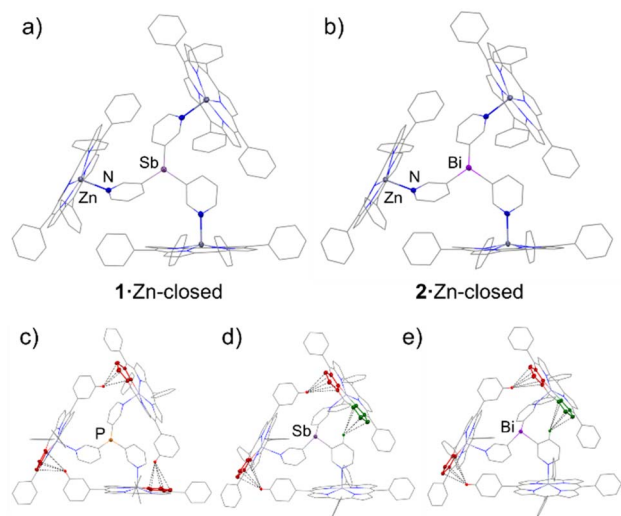 a)
b)
Sb
Bi
N
N
Zn
Zn
1·Zn-closed
2·Zn-closed
c)
d)
e)
P
Sb
Bi